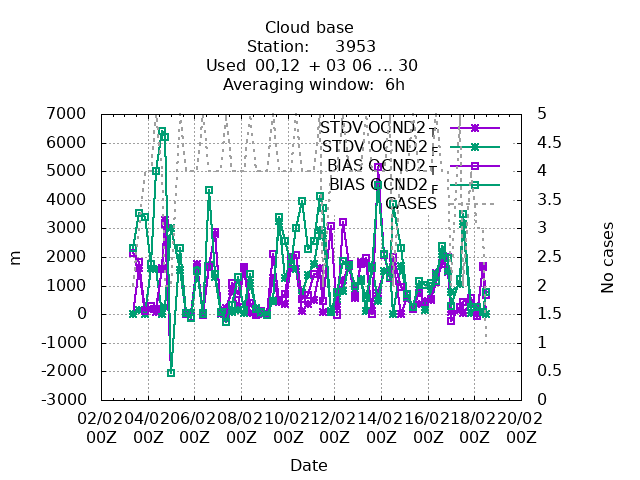 Cloud base
Station: 3953
Used 00,12 + 03 06 ... 30
Averaging window: 6h
7000
6000
5000
4000
3000
2000
1000
0
-1000
-2000
-3000
m
5
4.5
4
3.5
3
2.5
2
1.5
1
0.5
0
No cases
STDV OCND2 T
STDV OCND2 F
BIAS OCND2 T
BIAS OCND2 F
CASES
02/02 04/02 06/02 08/02 10/02 12/02 14/02 16/02 18/02 20/02
00Z 00Z 00Z 00Z 00Z 00Z 00Z 00Z 00Z 00Z
Date